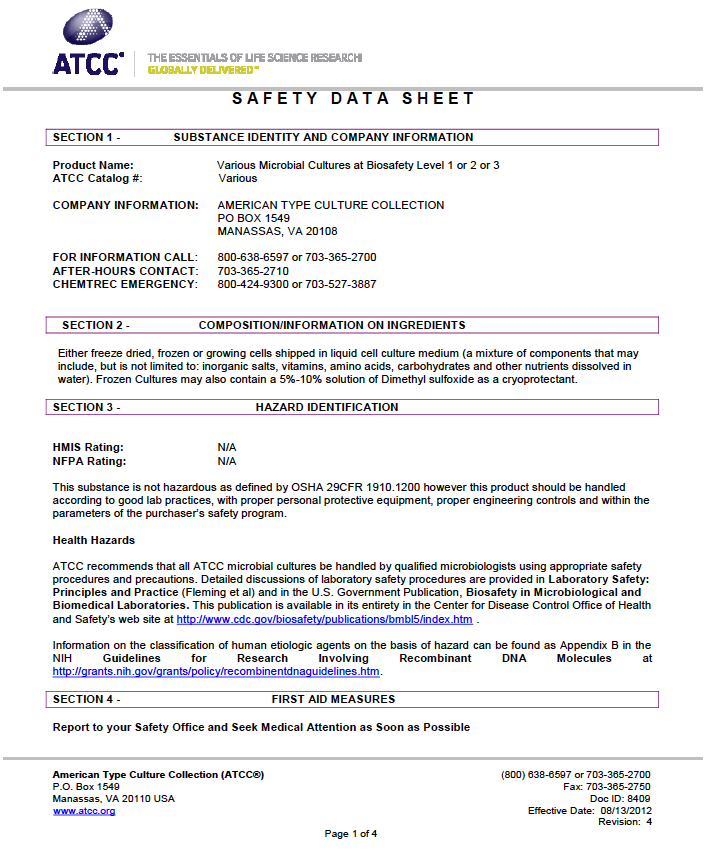 ATCC®
THE ESSENTIALS OF LIFE SCIENCE RESEARCH
GLOBALLY DELIVERED™
SAFETY DATA SHEET
SECTION 1 - SUBSTANCE IDENTITY AND COMPANY INFORMATION
Product Name: Various Microbial Cultures at Biosafety Level 1 or 2 or 3
ATCC Catalog #: Various
COMPANY INFORMATION: AMERICAN TYPE CULTURE COLLECTION
PO BOX 1549
MANASSAS, VA 20108
FOR INFORMATION CALL: 800-638-6597 or 703-365-2700
AFTER-HOURS CONTACT: 703-365-2710
CHEMTREC EMERGENCY: 800-424-9300 or 703-527-3887
SECTION 2 - COMPOSITION/INFORMATION ON INGREDIENTS
Either freeze dried, frozen or growing cells shipped in liquid cell culture medium (a mixture of components that may
include, but is not limited to: inorganic salts, vitamins, amino acids, carbohydrates and other nutrients dissolved in
water). Frozen Cultures may also contain a 5%-10% solution of Dimethyl sulfoxide as a cryoprotectant.
SECTION 3 - HAZARD IDENTIFICATION
HMIS Rating: N/A
NFPA Rating: N/A
This substance is not hazardous as defined by OSHA 29CFR 1910.1200 however this product should be handled
according to good lab practices, with proper personal protective equipment, proper engineering controls and within the
parameters of the purchaser's safety program.
Health Hazards
ATCC recommends that all ATCC microbial cultures be handled by qualified microbiologists using appropriate safety
procedures and precautions. Detailed discussions of laboratory safety procedures are provided in Laboratory Safety:
Principles and Practice (Fleming et al) and in the U.S. Government Publication, Biosafety in Microbiological and
Biomedical Laboratories. This publication is available in its entirety in the Center for Disease Control Office of Health
and Safety's web site at http://www.cdc.gov/biosafety/publications/bmbl5/index.htm .
Information on the classification of human etiologic agents on the basis of hazard can be found as Appendix B in the
NIH Guidelines for Research Involving Recombinant DNA Molecules at
http://grants.nih.gov/grants/policy/recombinentdnaguidelines.htm.
SECTION 4 - FIRST AID MEASURES
Report to your Safety Office and Seek Medical Attention as Soon as Possible
American Type Culture Collection (ATCC®) (800) 638-6597 or 703-365-2700
P.O. Box 1549 Fax: 703-365-2750
Manassas, VA 20110 USA Doc ID: 8409
www.atcc.org Effective Date: 08/13/2012
Revision: 4
Page 1 of 4